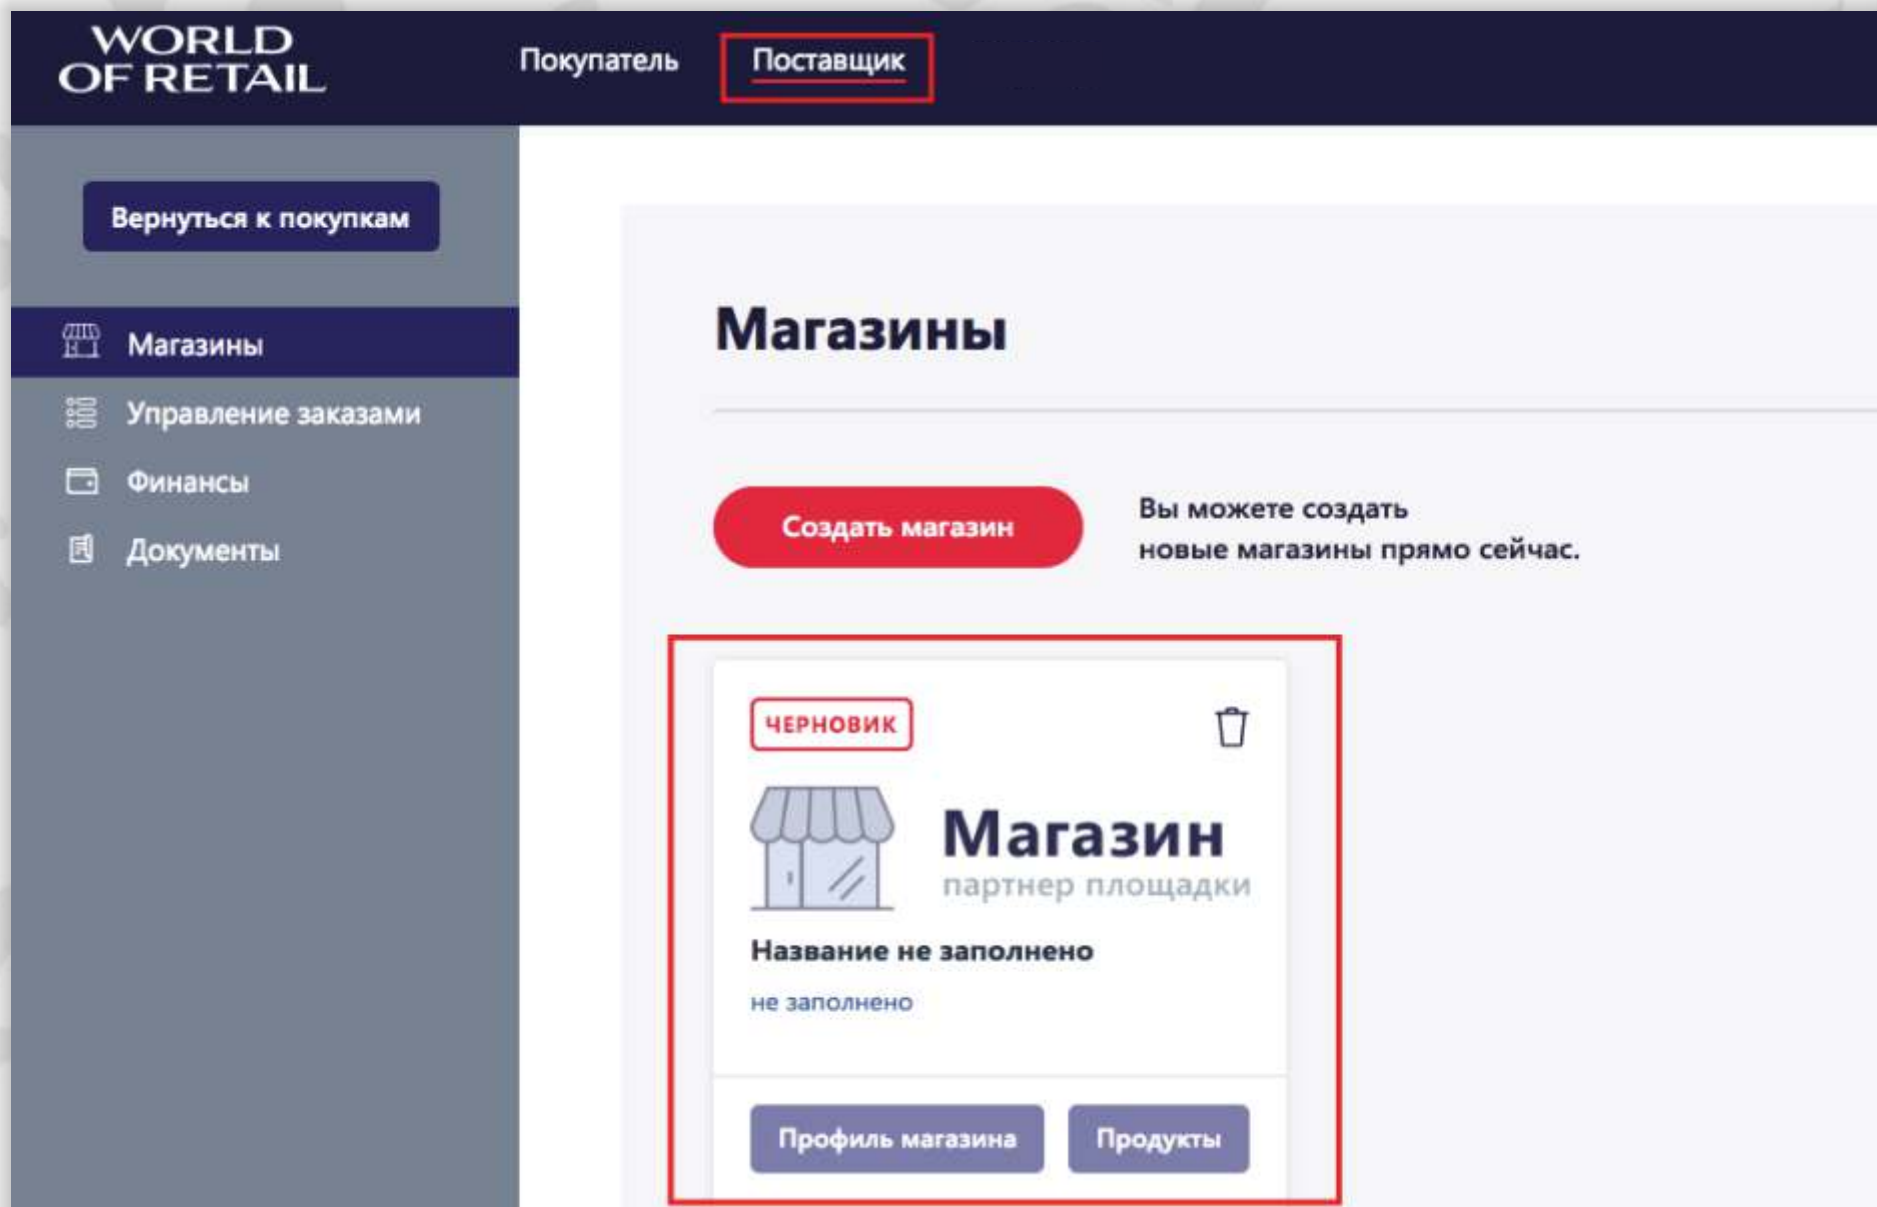 WORLD
OF RETAIL
Покупатель
Поставщик
Вернуться к покупкам
Магазины
Управление заказами
Финансы
Документы
Магазины
Создать магазин
Вы можете создать
новые магазины прямо сейчас.
ЧЕРНОВИК
Магазин
партнер площадки
Название не заполнено
не заполнено
Профиль магазина
Продукты